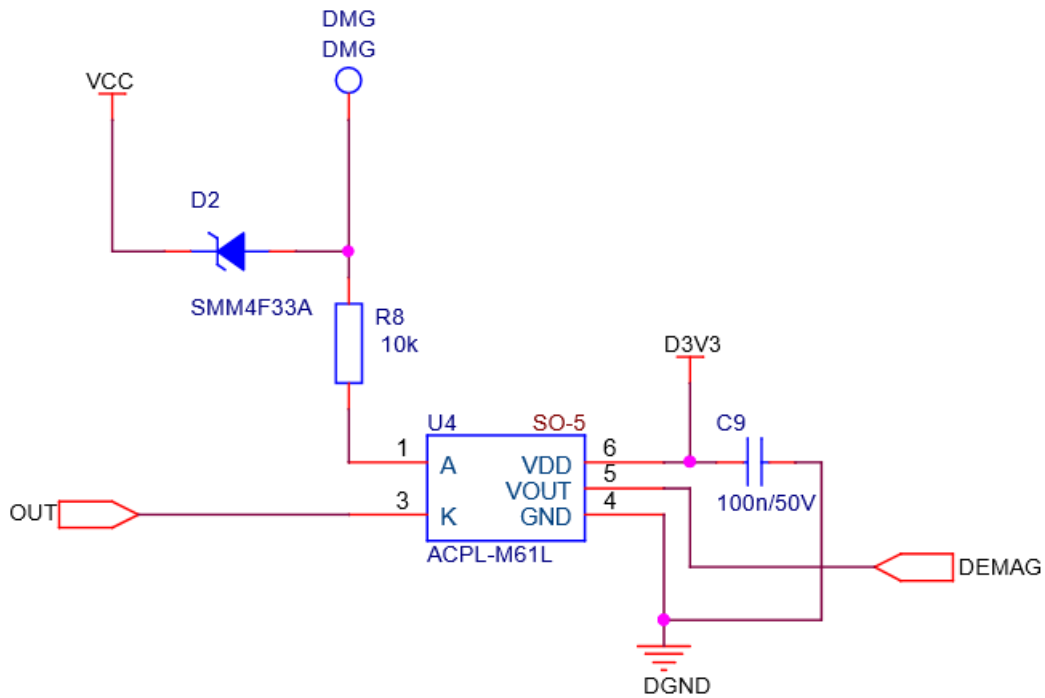 DMG
DMG
VCC
D2
SMM4F33A
R8
10k
D3V3
U4
SO-5
C9
1
A
VDD
6
VOUT
5
100n/50V
OUT
3
K
GND
4
ACPL-M61L
DEMAG
DGND